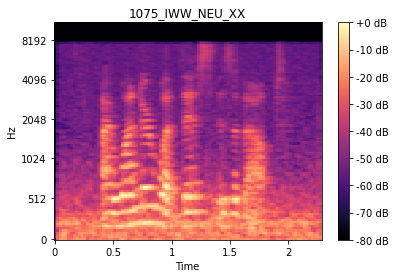 1075_IWW_NEU_XX
+0 dB
8192
-10 dB
4096
-20 dB
-30 dB
2048
Hz
-40 dB
1024
-50 dB
512
-60 dB
-70 dB
0
-80 dB
0 0.5 1 1.5 2
Time